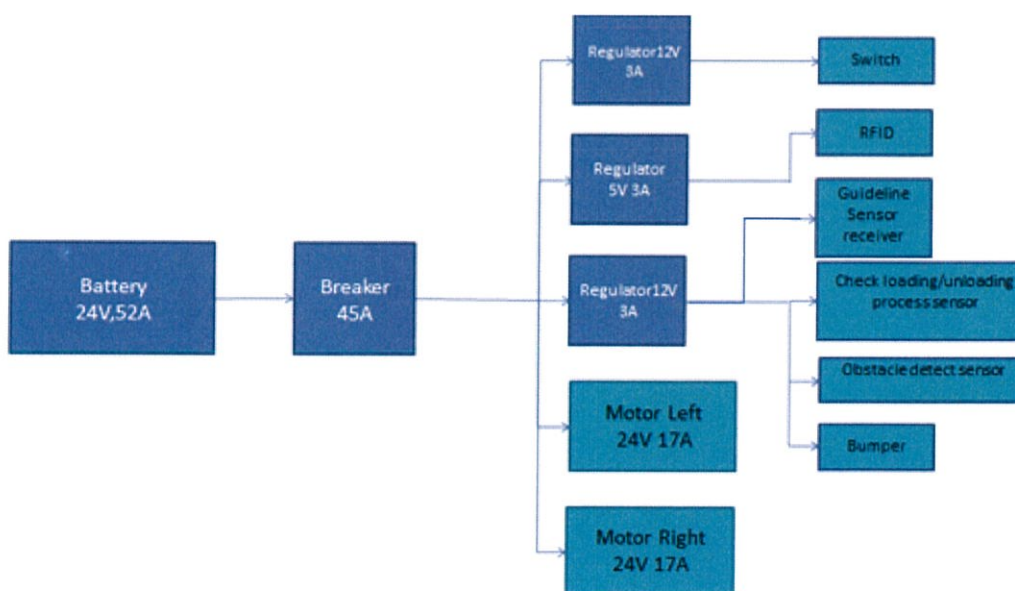 Regulator12V
3A
Switch
RFID
Regulator
5V 3A
Guideline
Sensor
receiver
Battery
24V,52A
Breaker
45A
Regulator12V
3A
Check loading/unloading
process sensor
Obstacle detect sensor
Motor Left
24V 17A
Bumper
Motor Right
24V 17A